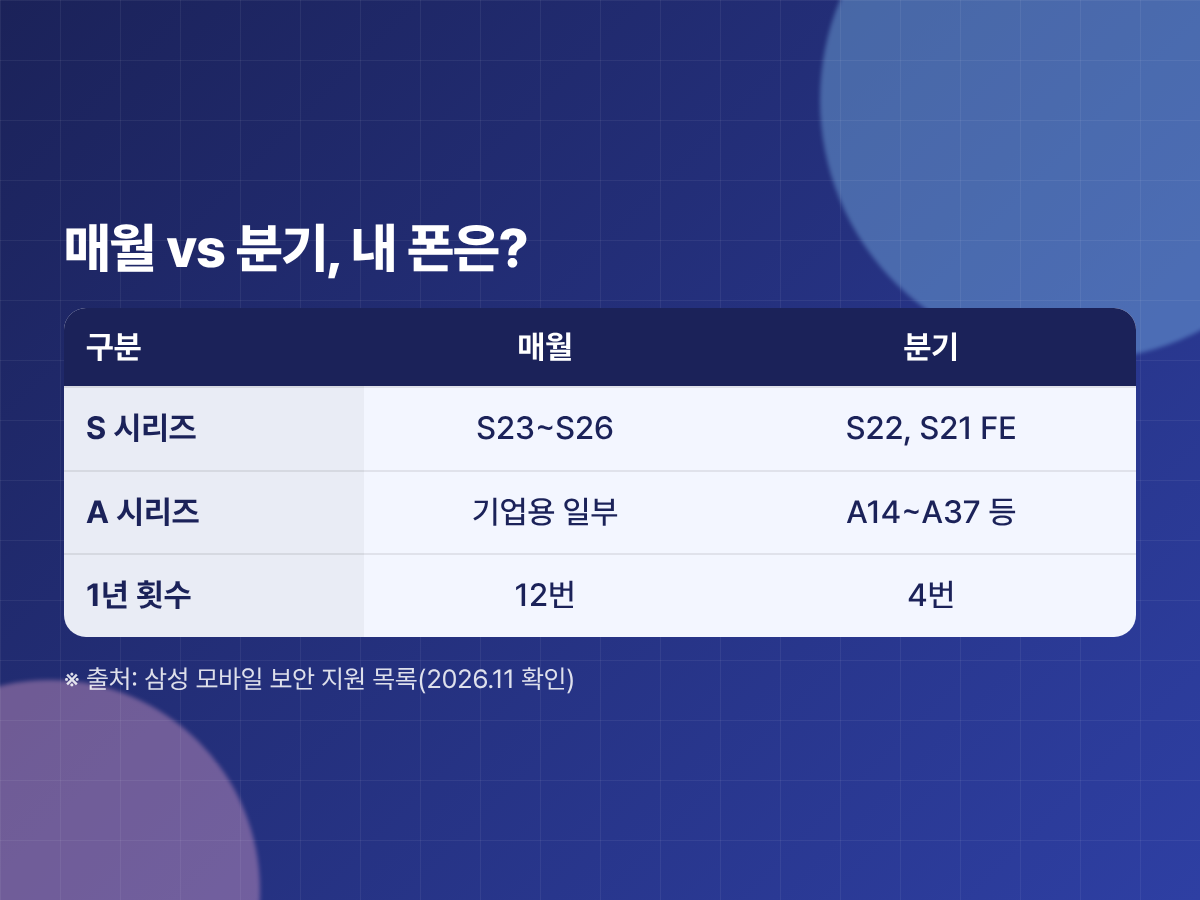 매월 vs 분기, 내 폰은?
구분 매월 분기
S 시리즈 S23~S26 S22, S21 FE
A 시리즈 기업용 일부 A14~A37 등
1년 횟수 12번 4번
※ 출처: 삼성 모바일 보안 지원 목록(2026.11 확인)